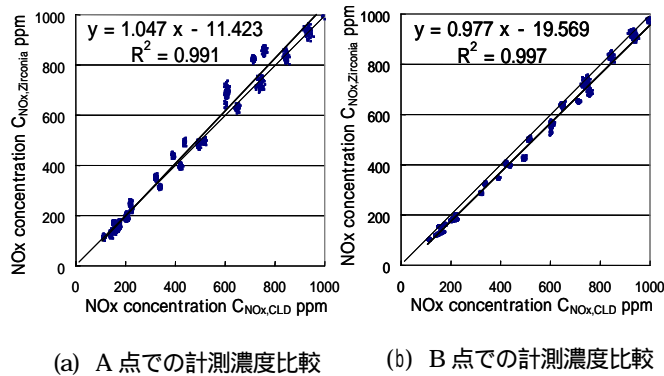 y = 1.047 x - 11.423
R² = 0.991
NOx concentration C_NOx,Zirconia ppm
1000
800
600
400
200
0
0 200 400 600 800 1000
NOx concentration C_NOx,CLD ppm
(a) A 点での計測濃度比較
y = 0.977 x - 19.569
R² = 0.997
NOx concentration C_NOx,Zirconia ppm
1000
800
600
400
200
0
0 200 400 600 800 1000
NOx concentration C_NOx,CLD ppm
(b) B 点での計測濃度比較